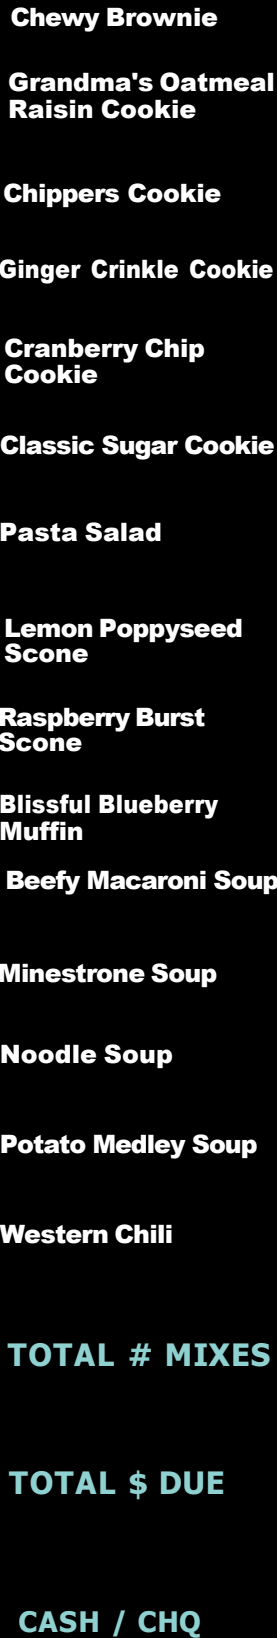 Chewy Brownie
Grandma's Oatmeal
Raisin Cookie
Chippers Cookie
Ginger Crinkle Cookie
Cranberry Chip
Cookie
Classic Sugar Cookie
Pasta Salad
Lemon Poppyseed
Scone
Raspberry Burst
Scone
Blissful Blueberry
Muffin
Beefy Macaroni Soup
Minestrone Soup
Noodle Soup
Potato Medley Soup
Western Chili
TOTAL # MIXES
TOTAL $ DUE
CASH / CHQ